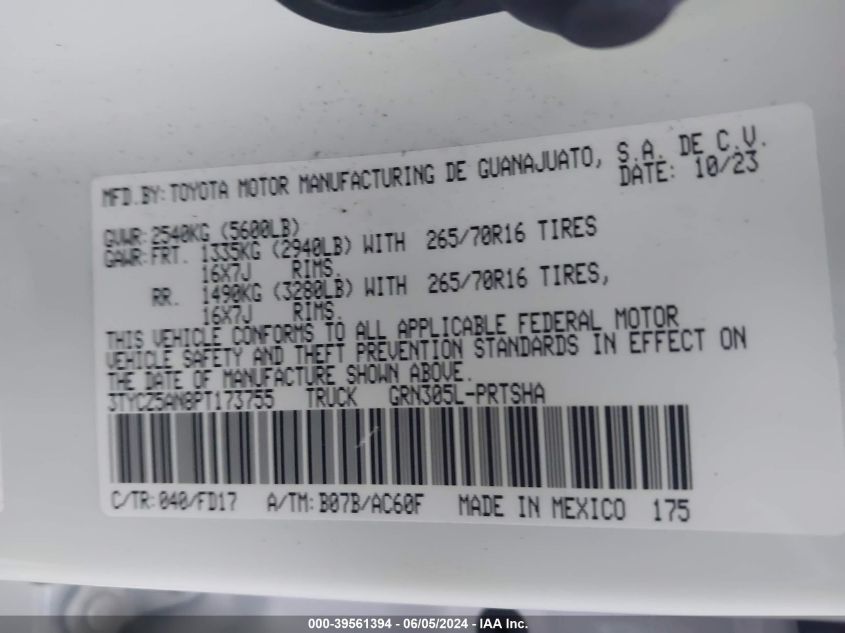 MFD.BY: TOYOTA MOTOR MANUFACTURING DE GUANAJUATO, S.A. DE C.V.
DATE: 10/23
GVWR: 2540KG (5600LB)
GAWR: FRT. 1335KG (2940LB) WITH 265/70R16 TIRES
16X7J RIMS.
RR. 1490KG (3280LB) WITH 265/70R16 TIRES,
16X7J RIMS.
THIS VEHICLE CONFORMS TO ALL APPLICABLE FEDERAL MOTOR
VEHICLE SAFETY AND THEFT PREVENTION STANDARDS IN EFFECT ON
THE DATE OF MANUFACTURE SHOWN ABOVE.
3TYCZ5AN8PT173755 TRUCK GRN305L-PRTSHA
C/TR: 040/FD17 A/TM: B07B/AC60F MADE IN MEXICO 175
000-39561394 - 06/05/2024 - IAA Inc.